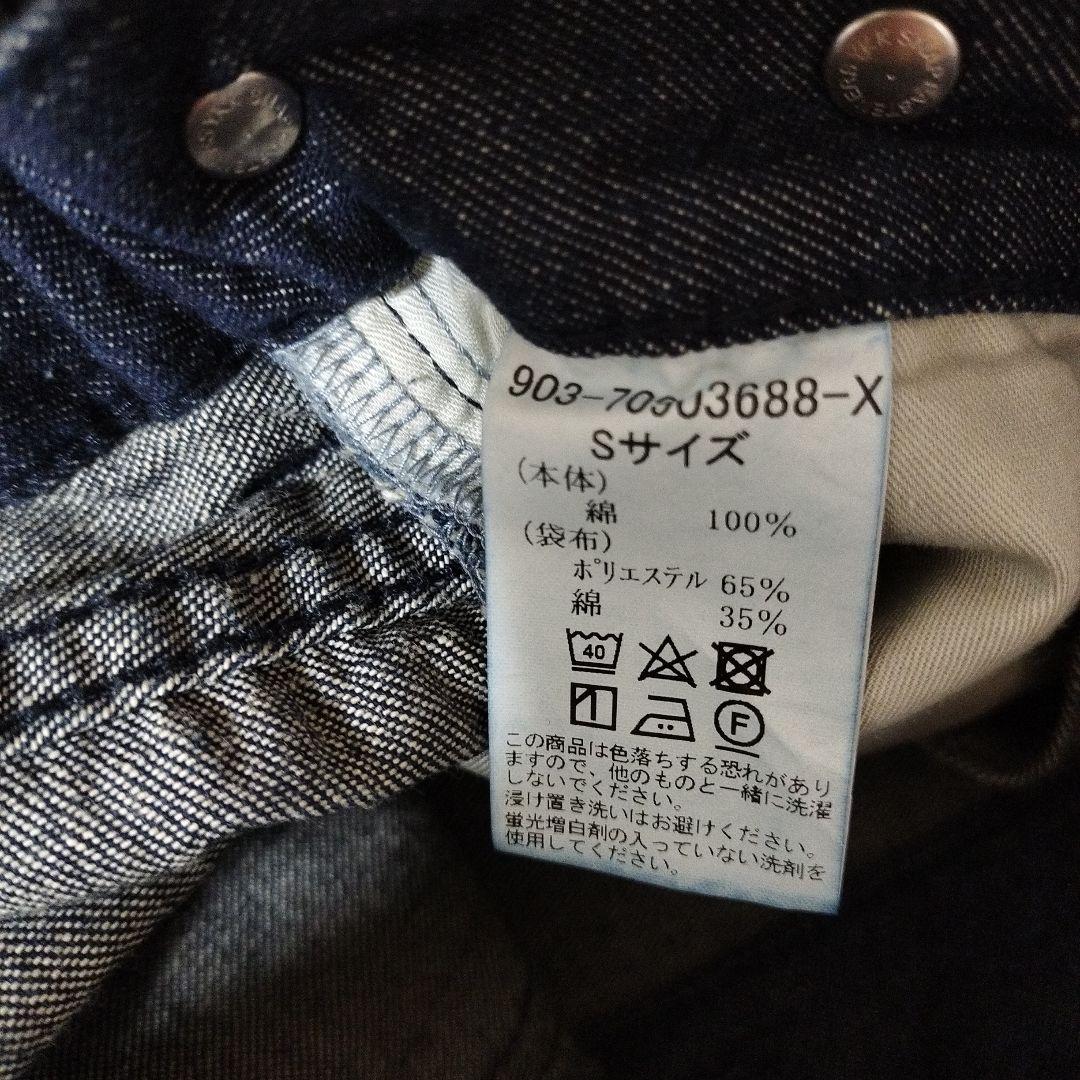 Sサイズ
(本体)
綿 100%
(袋布)
ポリエステル 65%
綿 35%
40
F
この商品は色落ちする恐れがあり
ますので、他のものと一緒に洗濯
しないでください。
浸け置き洗いはお避けください。
蛍光増白剤の入っていない洗剤を
使用してください。